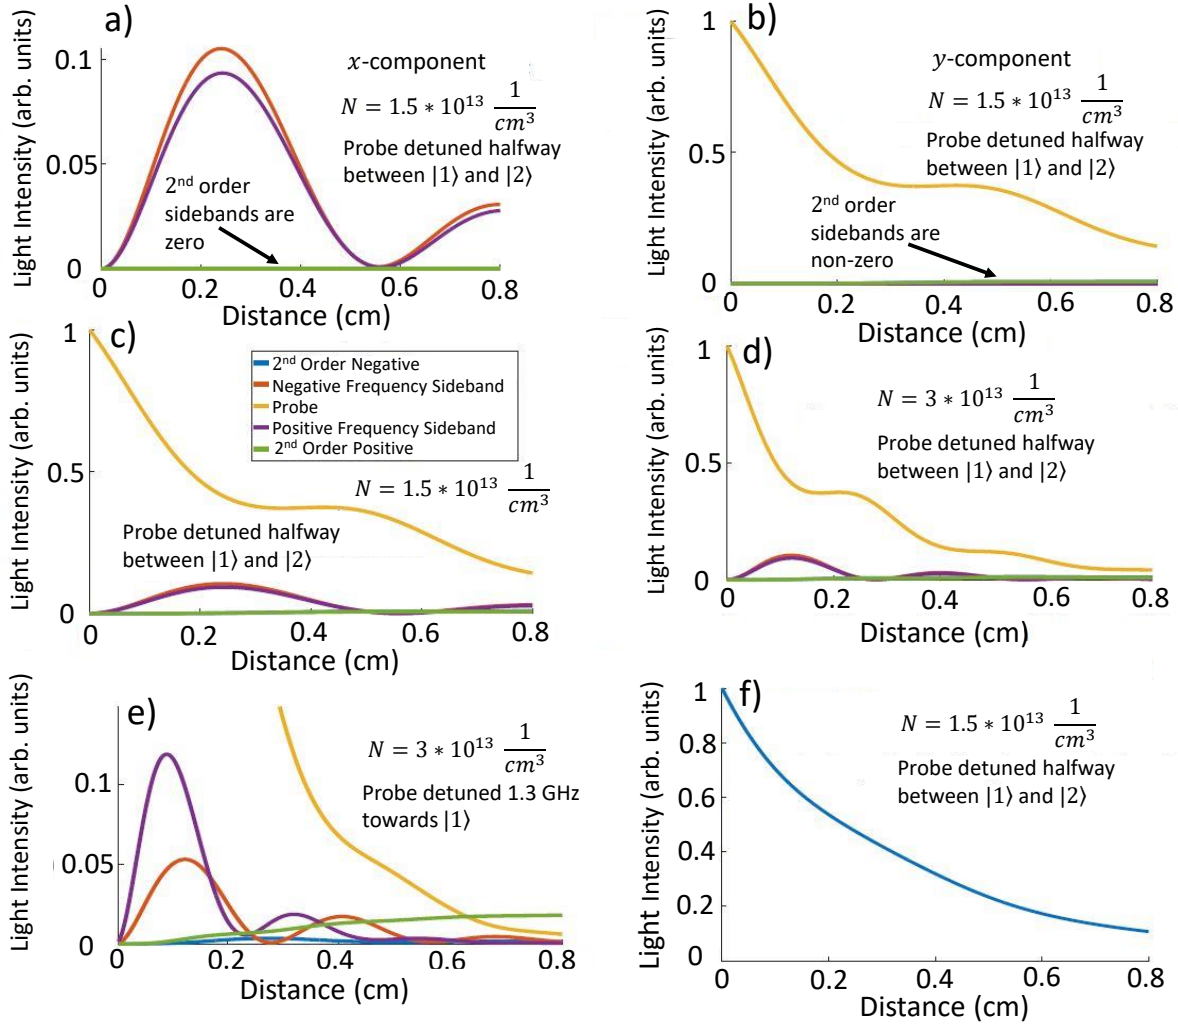 a)
Light Intensity (arb. units)
0.1
0.05
0
x-component
N = 1.5 * 10^13 1/cm^3
Probe detuned halfway
between |1⟩ and |2⟩
2nd order
sidebands are
zero
0 0.2 0.4 0.6 0.8
Distance (cm)
b)
Light Intensity (arb. units)
1
0.5
0
y-component
N = 1.5 * 10^13 1/cm^3
Probe detuned halfway
between |1⟩ and |2⟩
2nd order
sidebands are
non-zero
0 0.2 0.4 0.6 0.8
Distance (cm)
c)
Light Intensity (arb. units)
1
0.5
0
2nd Order Negative
Negative Frequency Sideband
Probe
Positive Frequency Sideband
2nd Order Positive
N = 1.5 * 10^13 1/cm^3
Probe detuned halfway
between |1⟩ and |2⟩
0 0.2 0.4 0.6 0.8
Distance (cm)
d)
Light Intensity (arb. units)
1
0.5
0
N = 3 * 10^13 1/cm^3
Probe detuned halfway
between |1⟩ and |2⟩
0 0.2 0.4 0.6 0.8
Distance (cm)
e)
Light Intensity (arb. units)
0.1
0.05
0
N = 3 * 10^13 1/cm^3
Probe detuned 1.3 GHz
towards |1⟩
0 0.2 0.4 0.6 0.8
Distance (cm)
f)
Light Intensity (arb. units)
1
0.8
0.6
0.4
0.2
0
N = 1.5 * 10^13 1/cm^3
Probe detuned halfway
between |1⟩ and |2⟩
0 0.2 0.4 0.6 0.8
Distance (cm)